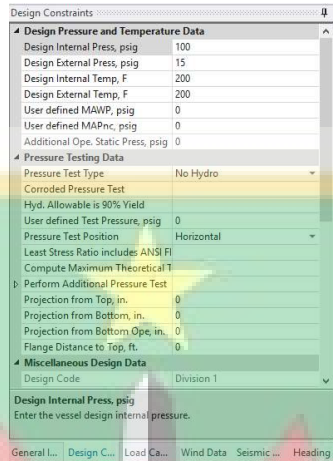 Design Constraints
Design Pressure and Temperature Data
Design Internal Press, psig 100
Design External Press, psig 15
Design Internal Temp, F 200
Design External Temp, F 200
User defined MAWP, psig 0
User defined MAPnc, psig 0
Additional Ope. Static Press, psig 0
Pressure Testing Data
Pressure Test Type No Hydro
Corroded Pressure Test
Hyd. Allowable is 90% Yield
User defined Test Pressure, psig 0
Pressure Test Position Horizontal
Least Stress Ratio includes ANSI Fl
Compute Maximum Theoretical T
Perform Additional Pressure Test
Projection from Top, in. 0
Projection from Bottom, in. 0
Projection from Bottom Ope, in. 0
Flange Distance to Top, ft. 0
Miscellaneous Design Data
Design Code Division 1
Design Internal Press, psig
Enter the vessel design internal pressure.
General I... Design C... Load Ca... Wind Data Seismic ... Heading